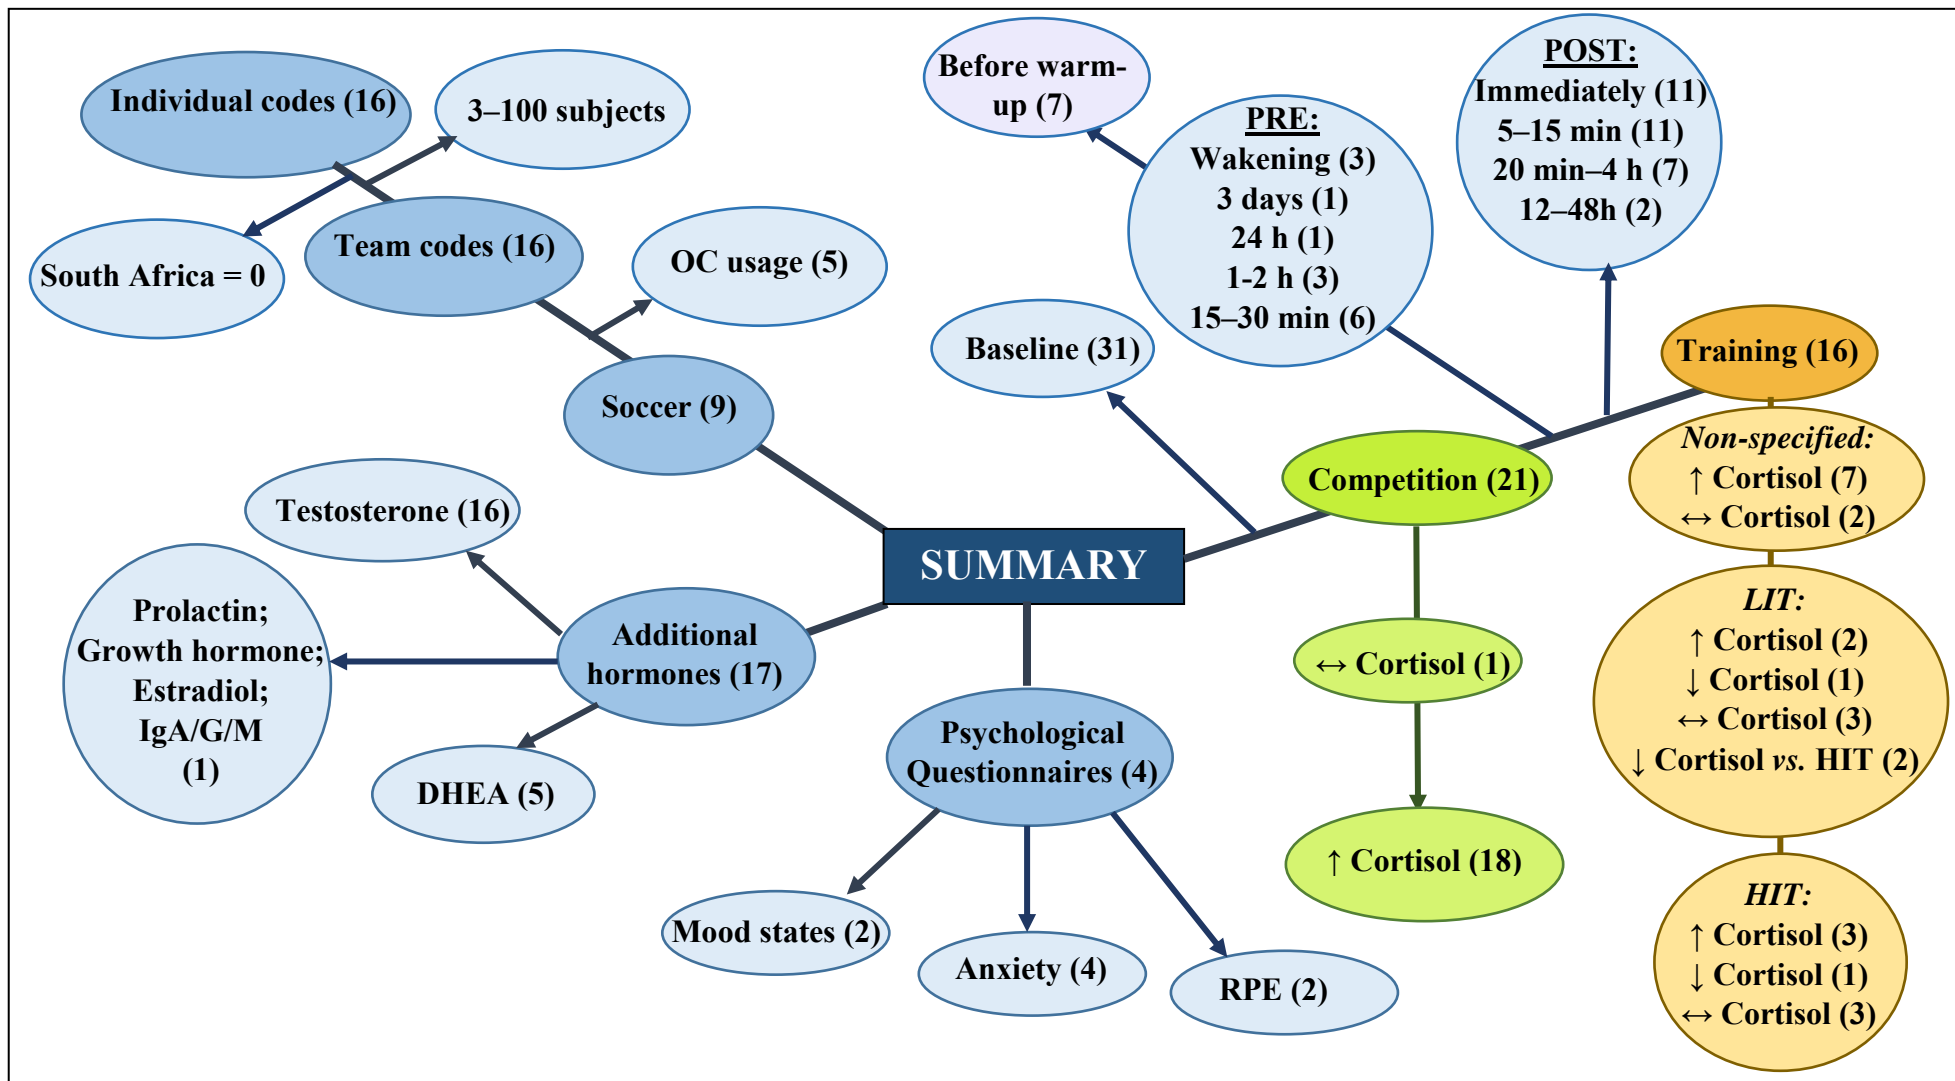 Individual codes (16)
3–100 subjects
South Africa = 0
Team codes (16)
OC usage (5)
Soccer (9)
Before warm-
up (7)
PRE:
Wakening (3)
3 days (1)
24 h (1)
1-2 h (3)
15–30 min (6)
POST:
Immediately (11)
5–15 min (11)
20 min–4 h (7)
12–48h (2)
Baseline (31)
Training (16)
Competition (21)
Non-specified:
↑ Cortisol (7)
↔ Cortisol (2)
LIT:
↑ Cortisol (2)
↓ Cortisol (1)
↔ Cortisol (3)
↓ Cortisol vs. HIT (2)
HIT:
↑ Cortisol (3)
↓ Cortisol (1)
↔ Cortisol (3)
↔ Cortisol (1)
↑ Cortisol (18)
SUMMARY
Testosterone (16)
Prolactin;
Growth hormone;
Estradiol;
IgA/G/M
(1)
Additional
hormones (17)
DHEA (5)
Psychological
Questionnaires (4)
Mood states (2)
Anxiety (4)
RPE (2)